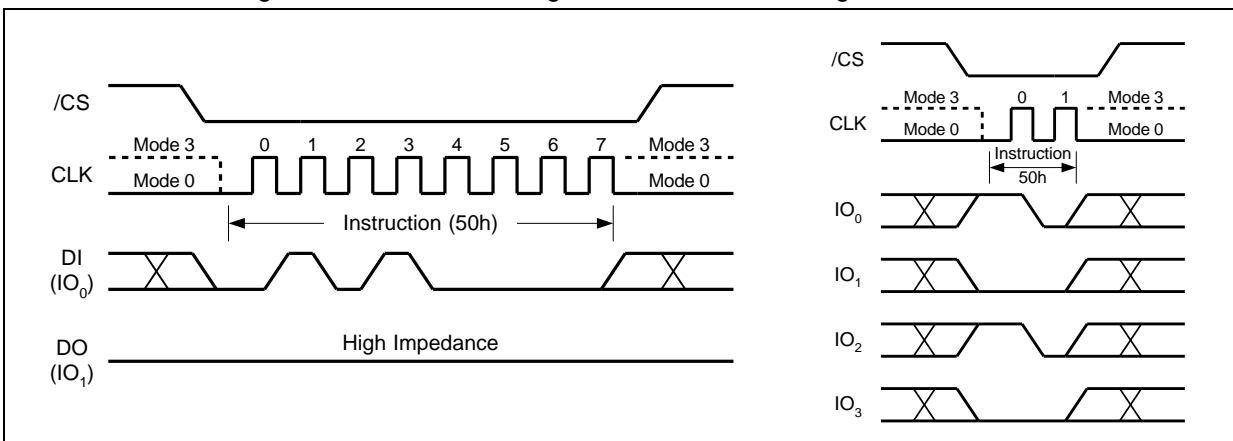 /CS
Mode 3 0 1 2 3 4 5 6 7 Mode 3
CLK
Mode 0 Mode 0
Instruction (50h)
DI
(IO0)
High Impedance
DO
(IO1)
/CS
Mode 3 0 1 Mode 3
CLK
Mode 0 Mode 0
Instruction
50h
IO0
IO1
IO2
IO3